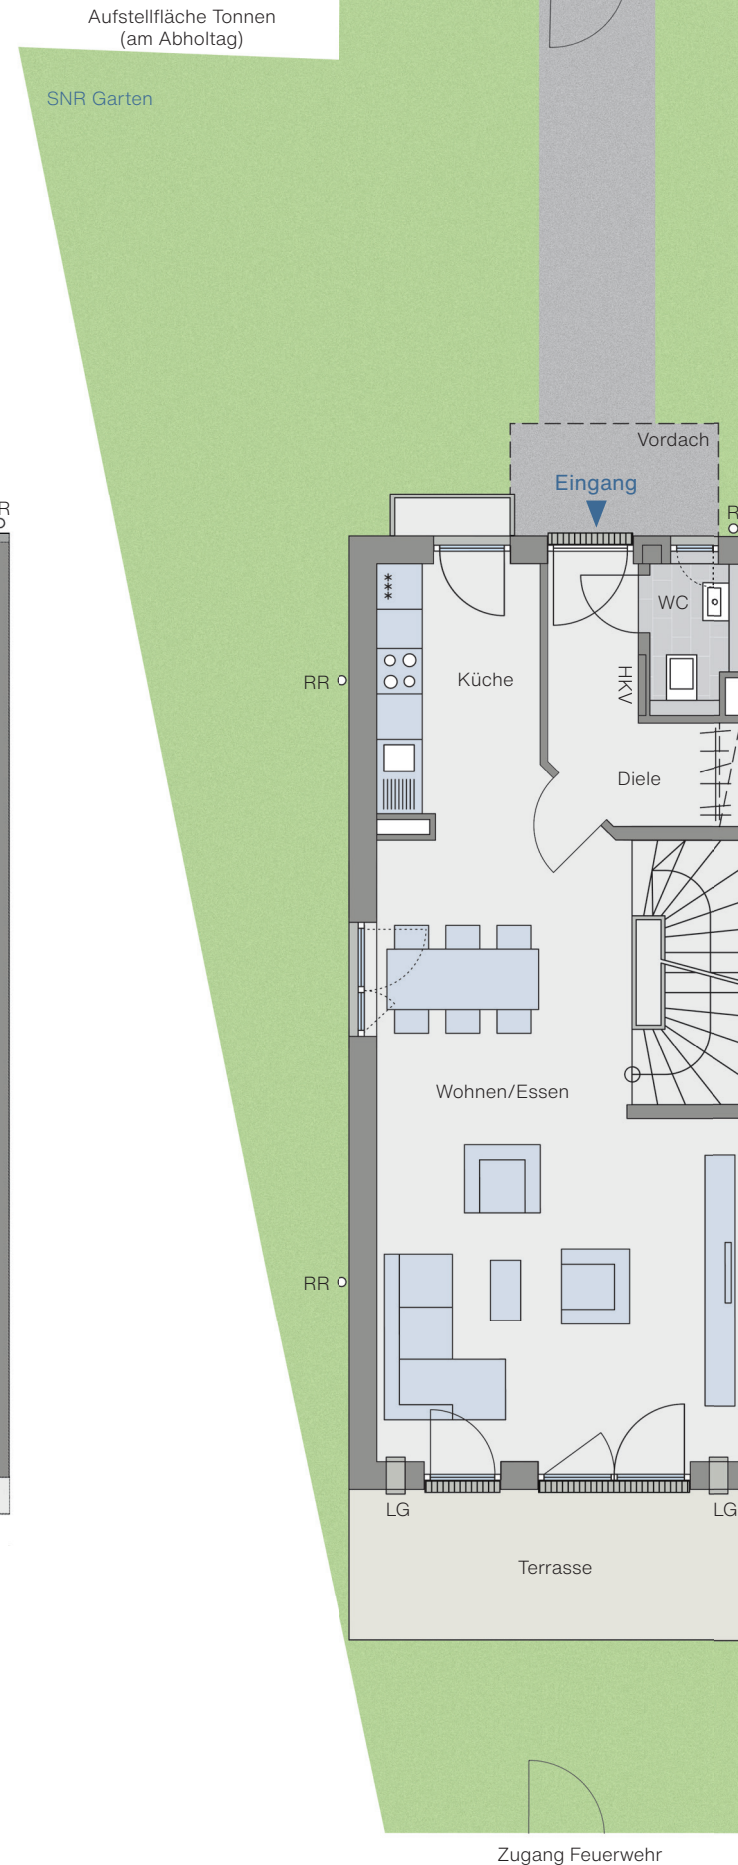 Aufstellfläche Tonnen
(am Abholtag)
SNR Garten
Vordach
Eingang
R
R
WC
RR
Küche
HKV
Diele
Wohnen/Essen
RR
LG
LG
Terrasse
Zugang Feuerwehr